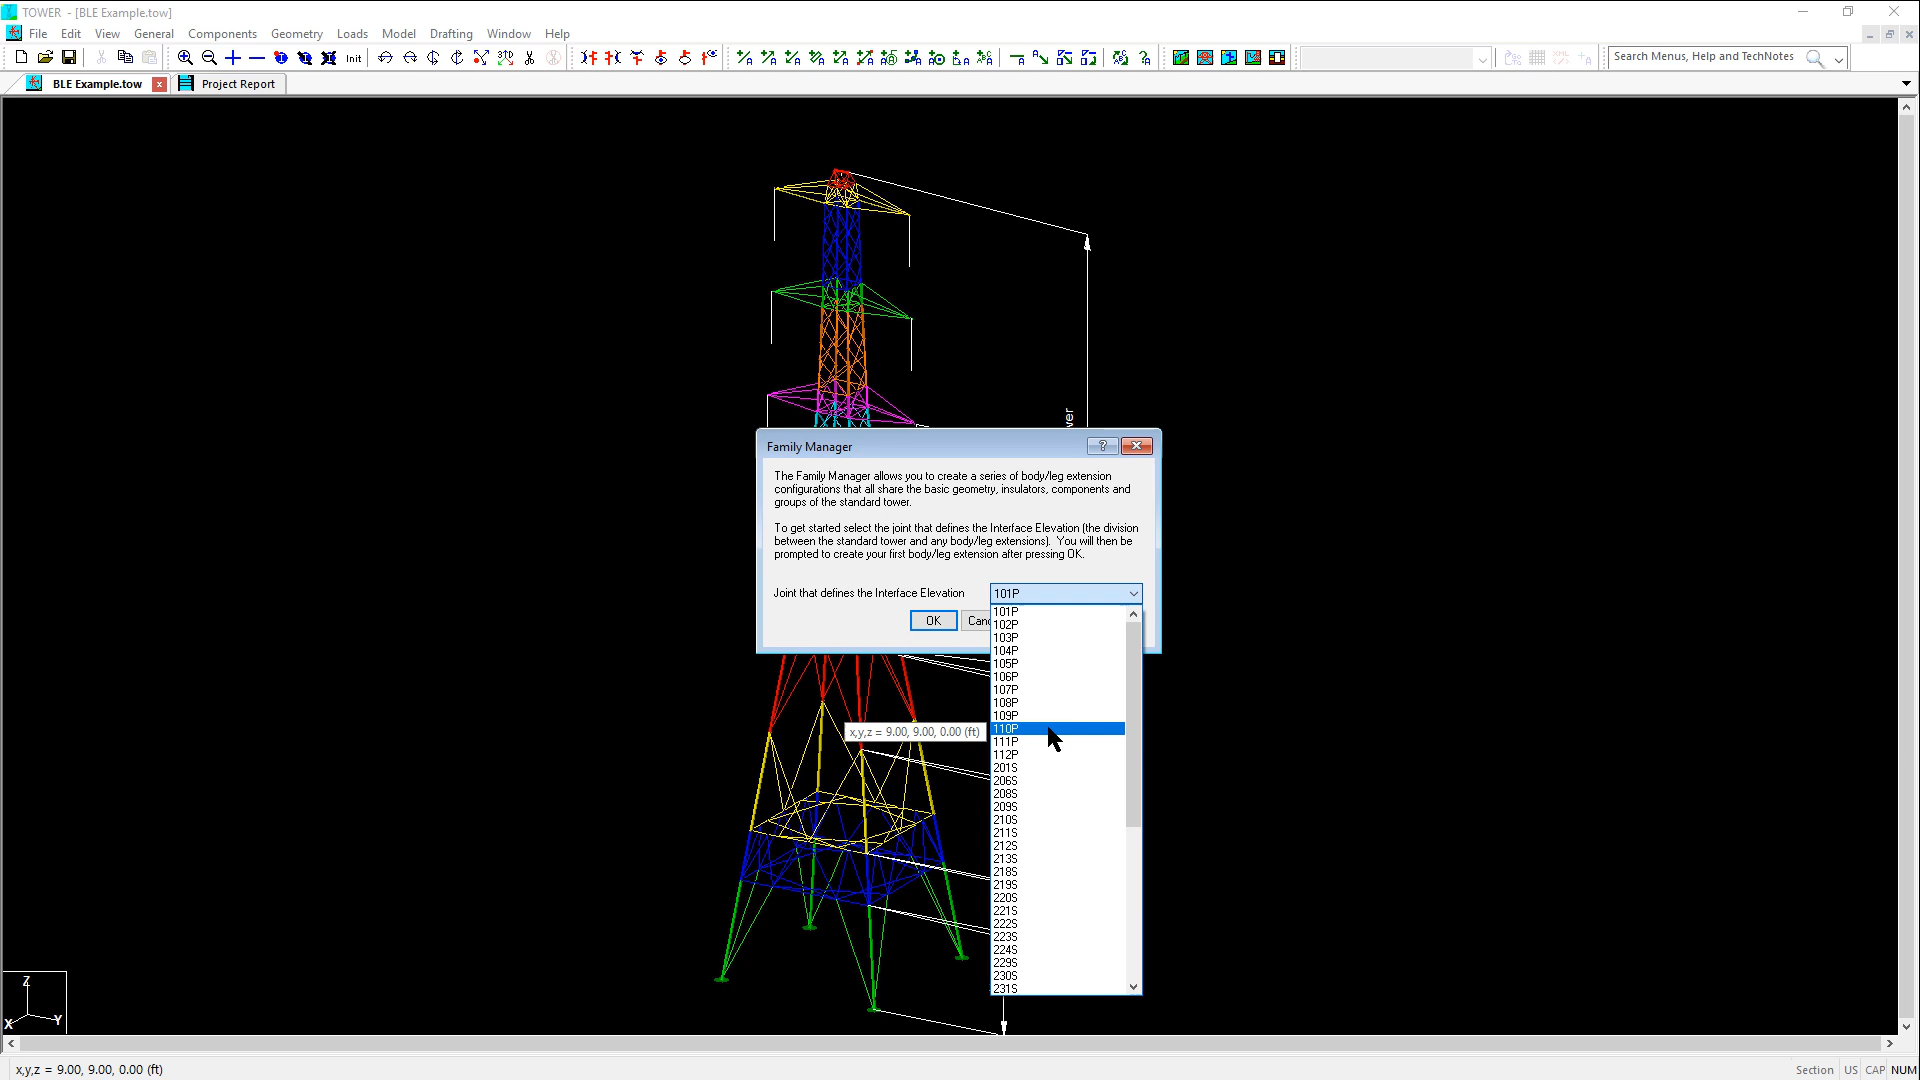 TOWER - [BLE Example.tow]
File Edit View General Components Geometry Loads Model Drafting Window Help
Init
Search Menus, Help and TechNotes
BLE Example.tow
Project Report
Family Manager
The Family Manager allows you to create a series of body/leg extension
configurations that all share the basic geometry, insulators, components and
groups of the standard tower.
To get started select the joint that defines the Interface Elevation (the division
between the standard tower and any body/leg extensions). You will then be
prompted to create your first body/leg extension after pressing OK.
Joint that defines the Interface Elevation
101P
OK
101P
102P
103P
104P
105P
106P
107P
108P
109P
110P
111P
112P
201S
206S
208S
209S
210S
211S
212S
213S
218S
219S
220S
221S
222S
223S
224S
229S
230S
231S
x,y,z = 9.00, 9.00, 0.00 (ft)
Z
X
Y
x,y,z = 9.00, 9.00, 0.00 (ft)
Section US CAP NUM